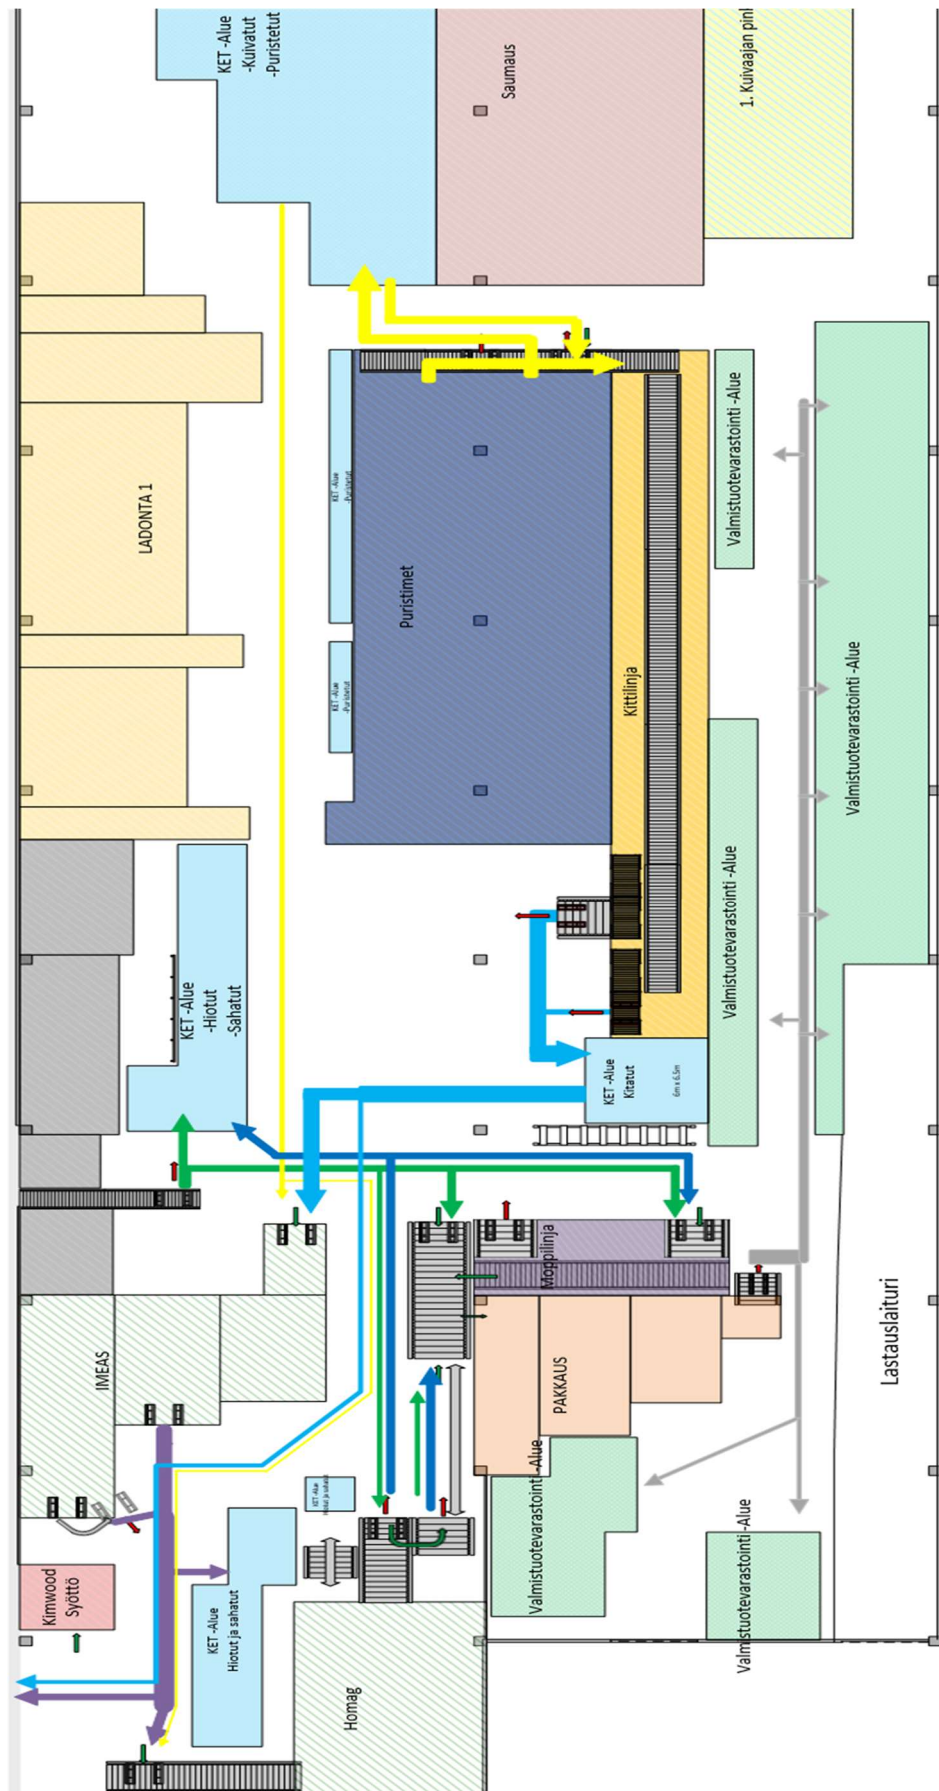 KET -Alue
-Kuivatut
-Puristetut
Saumaus
LADONTA 1
KET -Alue
-Puristetut
KET -Alue
-Puristetut
Puristimet
Kittilinja
Valmistuotevarastointi -Alue
Valmistuotevarastointi -Alue
Valmistuotevarastointi -Alue
KET -Alue
-Hiotut
-Sahatut
KET -Alue
Kitatut
6m x 6.5m
IMEAS
Moppilinja
PAKKAUS
Lastauslaituri
KET -Alue
Hiotut ja sahatut
Kimwood
Syöttö
KET -Alue
Hiotut ja sahatut
Homag
Valmistuotevarastointi -Alue
Valmistuotevarastointi -Alue
1. Kuivaajan